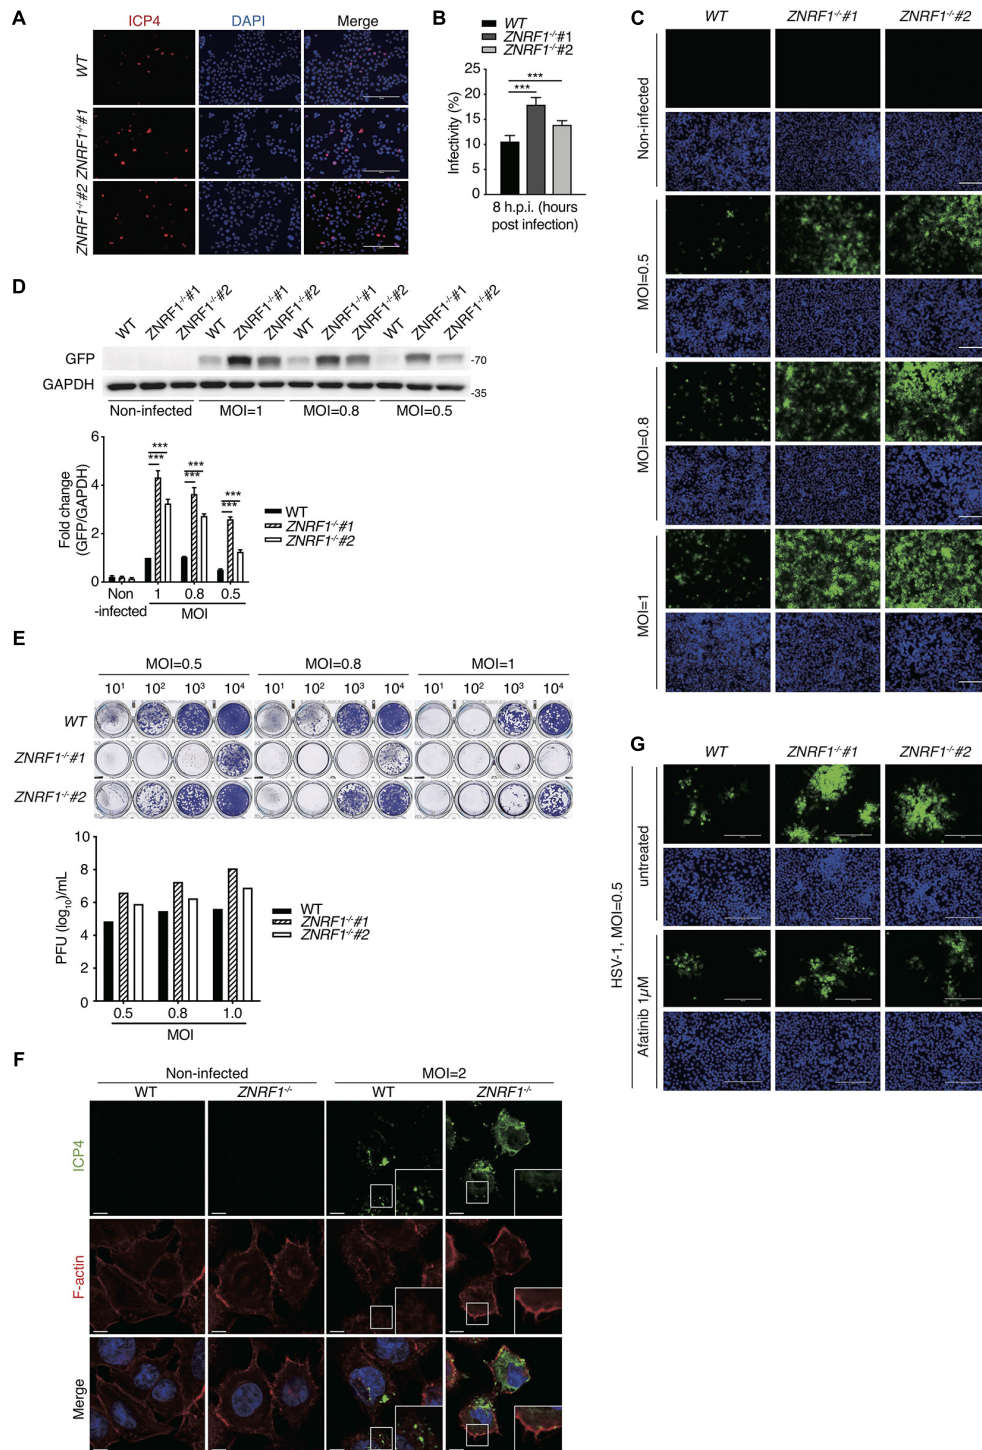 A
ICP4 DAPI Merge
WT
ZNRF1-/-#1
ZNRF1-/-#2
B
WT
ZNRF1-/-#1
ZNRF1-/-#2
Infectivity (%)
25
20
15
10
5
0
***
***
8 h.p.i. (hours
post infection)
C
WT ZNRF1-/-#1 ZNRF1-/-#2
Non-infected
MOI=0.5
MOI=0.8
MOI=1
D
WT ZNRF1-/-#1 ZNRF1-/-#2 WT ZNRF1-/-#1 ZNRF1-/-#2 WT ZNRF1-/-#1 ZNRF1-/-#2 WT ZNRF1-/-#1 ZNRF1-/-#2
GFP -70
GAPDH -35
Non-infected MOI=1 MOI=0.8 MOI=0.5
Fold change
(GFP/GAPDH)
6
4
2
0
*** *** ***
*** *** ***
WT
ZNRF1-/-#1
ZNRF1-/-#2
Non
-infected
1 0.8 0.5
MOI
E
MOI=0.5 MOI=0.8 MOI=1
10¹ 10² 10³ 10⁴ 10¹ 10² 10³ 10⁴ 10¹ 10² 10³ 10⁴
WT
ZNRF1-/-#1
ZNRF1-/-#2
PFU (log₁₀)/mL
10
8
6
4
2
0
WT
ZNRF1-/-#1
ZNRF1-/-#2
0.5 0.8 1.0
MOI
F
Non-infected MOI=2
WT ZNRF1-/- WT ZNRF1-/-
ICP4
F-actin
Merge
G
WT ZNRF1-/-#1 ZNRF1-/-#2
HSV-1, MOI=0.5
untreated
Afatinib 1µM